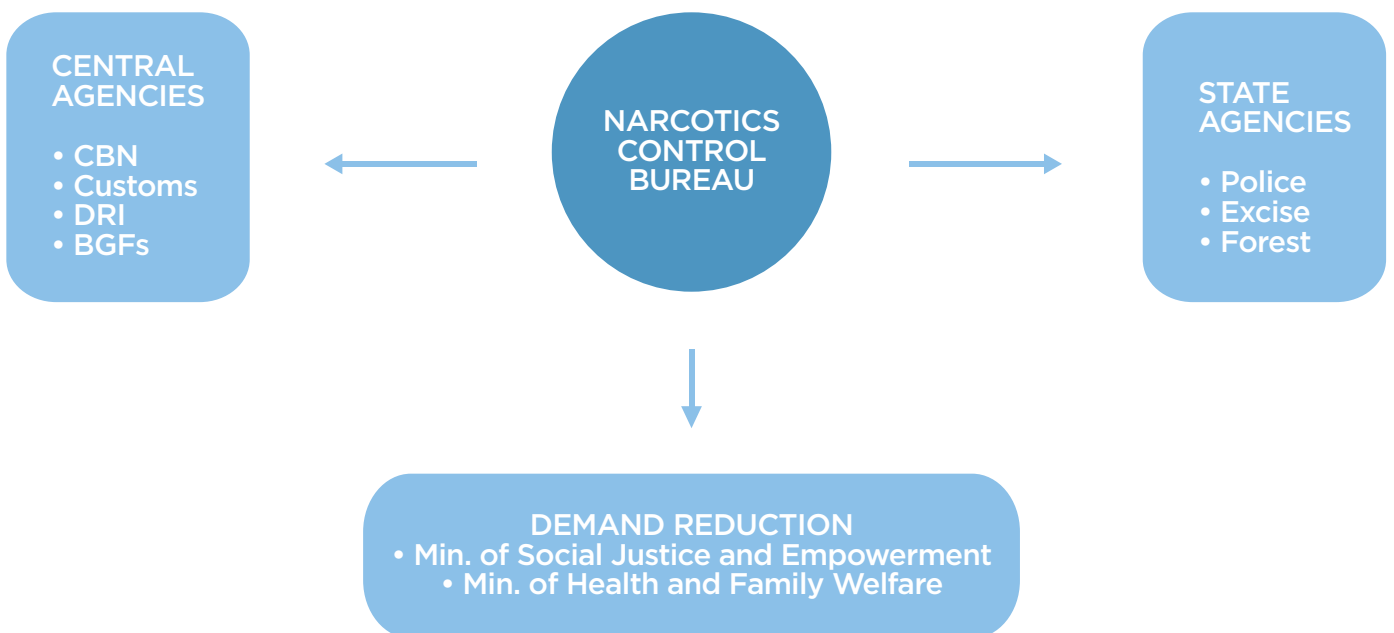 CENTRAL
AGENCIES
• CBN
• Customs
• DRI
• BGFs
NARCOTICS
CONTROL
BUREAU
STATE
AGENCIES
• Police
• Excise
• Forest
DEMAND REDUCTION
• Min. of Social Justice and Empowerment
• Min. of Health and Family Welfare